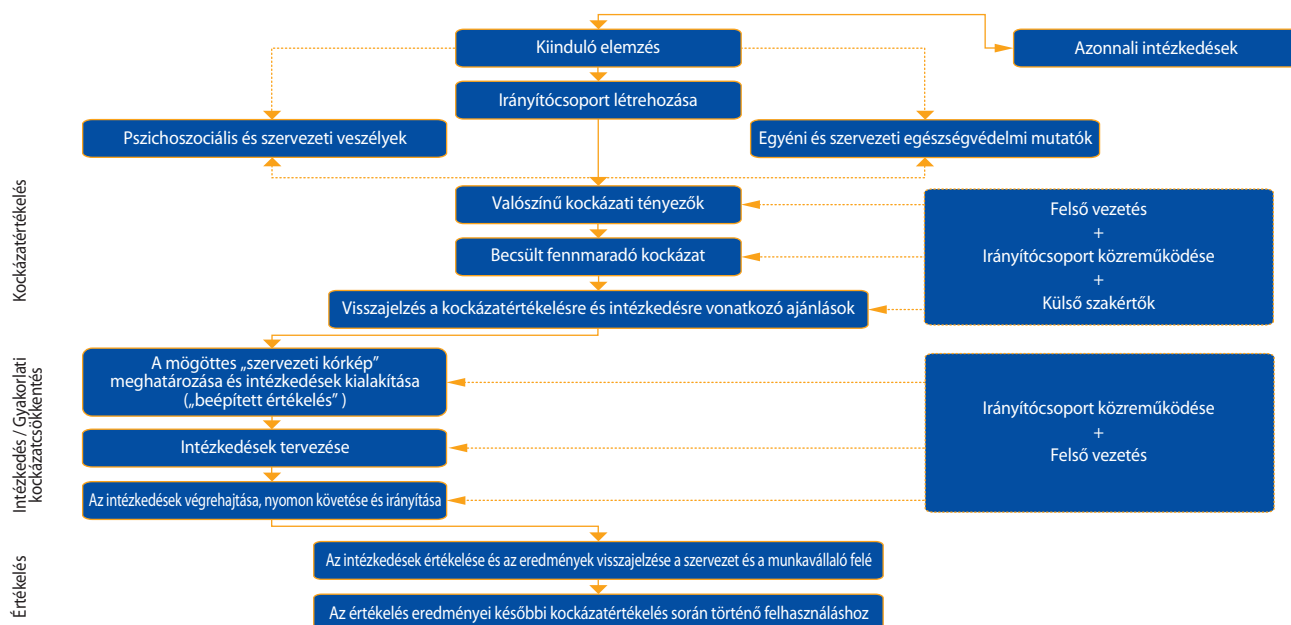 Kiinduló elemzés
Azonnali intézkedések
Irányítócsoport létrehozása
Pszichoszociális és szervezeti veszélyek
Egyéni és szervezeti egészségvédelmi mutatók
Kockázatértékelés
Valószínű kockázati tényezők
Becsült fennmaradó kockázat
Visszajelzés a kockázatértékelésre és intézkedésre vonatkozó ajánlások
Felső vezetés
+
Irányítócsoport közreműködése
+
Külső szakértők
Intézkedés / Gyakorlati
kockázatcsökkentés
A mögöttes „szervezeti kórkép”
meghatározása és intézkedések kialakítása
(„beépített értékelés” )
Intézkedések tervezése
Az intézkedések végrehajtása, nyomon követése és irányítása
Irányítócsoport közreműködése
+
Felső vezetés
Értékelés
Az intézkedések értékelése és az eredmények visszajelzése a szervezet és a munkavállaló felé
Az értékelés eredményei későbbi kockázatértékelés során történő felhasználáshoz